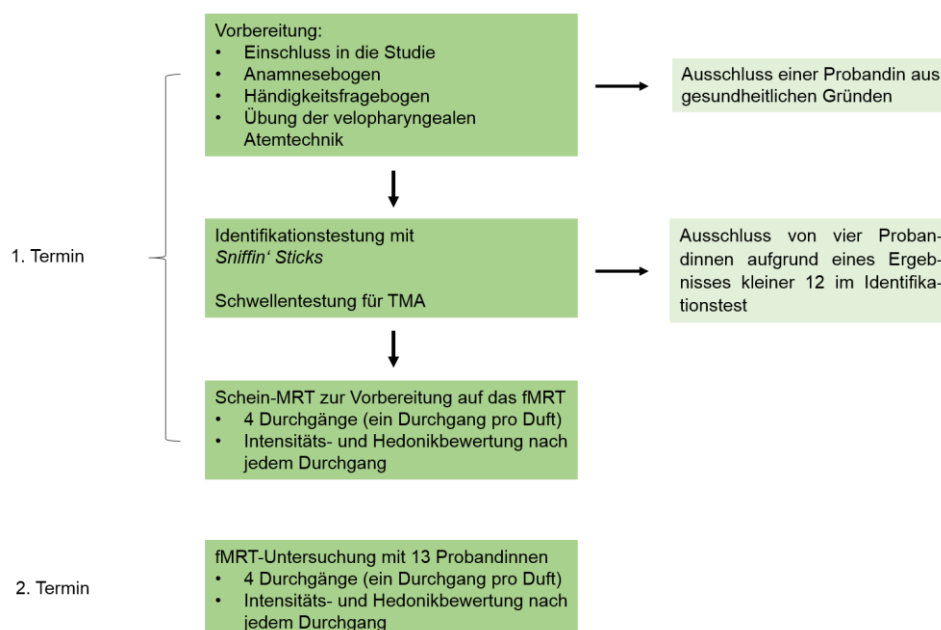 Vorbereitung:
• Einschluss in die Studie
• Anamnesebogen
• Händigkeitsfragebogen
• Übung der velopharyngealen
Atemtechnik
Ausschluss einer Probandin aus
gesundheitlichen Gründen
1. Termin
Identifikationstestung mit
Sniffin‘ Sticks
Schwellentestung für TMA
Ausschluss von vier Proban-
dinnen aufgrund eines Ergeb-
nisses kleiner 12 im Identifika-
tionstest
Schein-MRT zur Vorbereitung auf das fMRT
• 4 Durchgänge (ein Durchgang pro Duft)
• Intensitäts- und Hedonikbewertung nach
jedem Durchgang
2. Termin
fMRT-Untersuchung mit 13 Probandinnen
• 4 Durchgänge (ein Durchgang pro Duft)
• Intensitäts- und Hedonikbewertung nach
jedem Durchgang